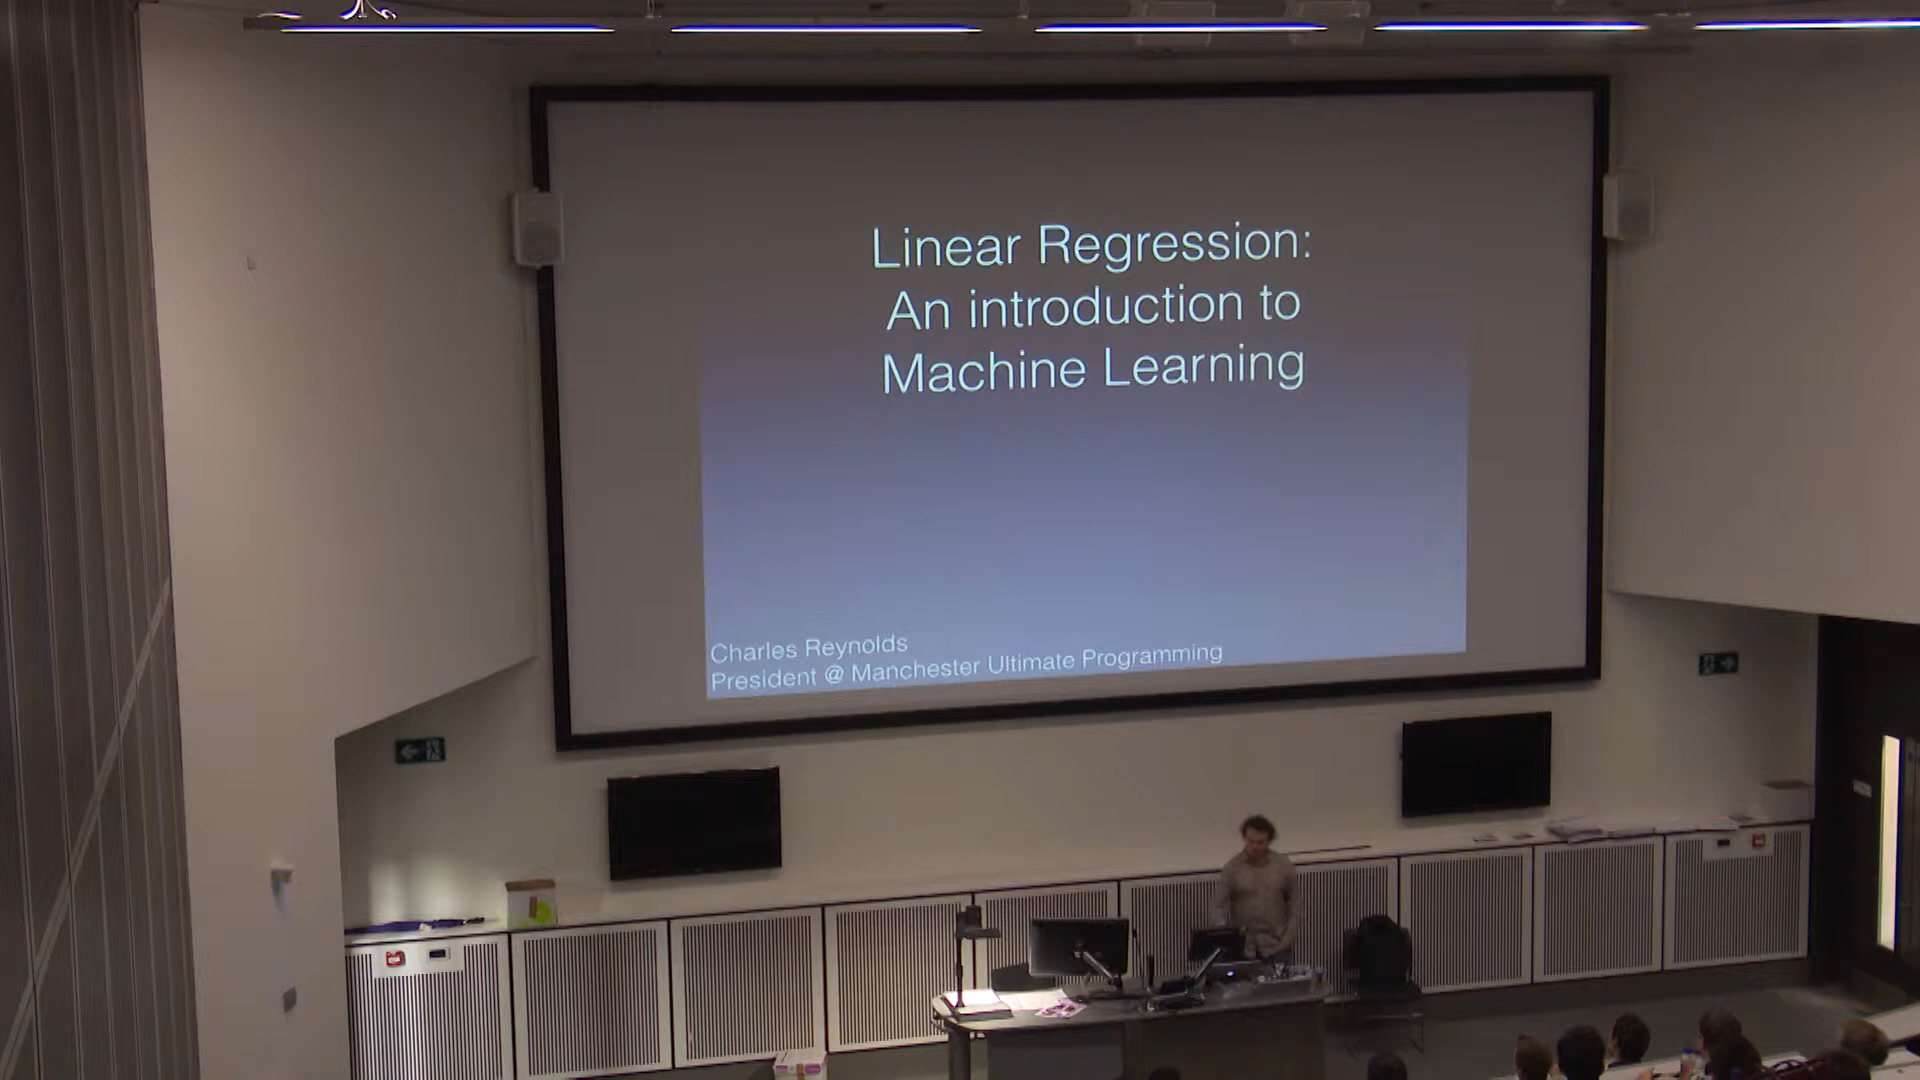 Linear Regression:
An introduction to
Machine Learning
Charles Reynolds
President @ Manchester Ultimate Programming